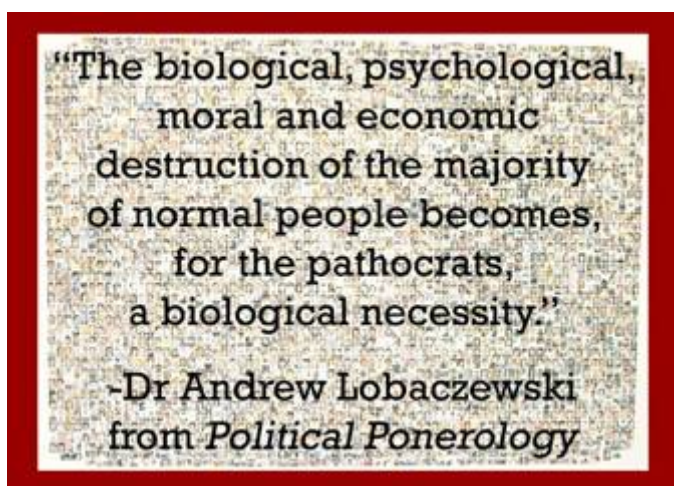 “The biological, psychological,
moral and economic
destruction of the majority
of normal people becomes,
for the pathocrats,
a biological necessity.”
-Dr Andrew Lobaczewski
from Political Ponerology